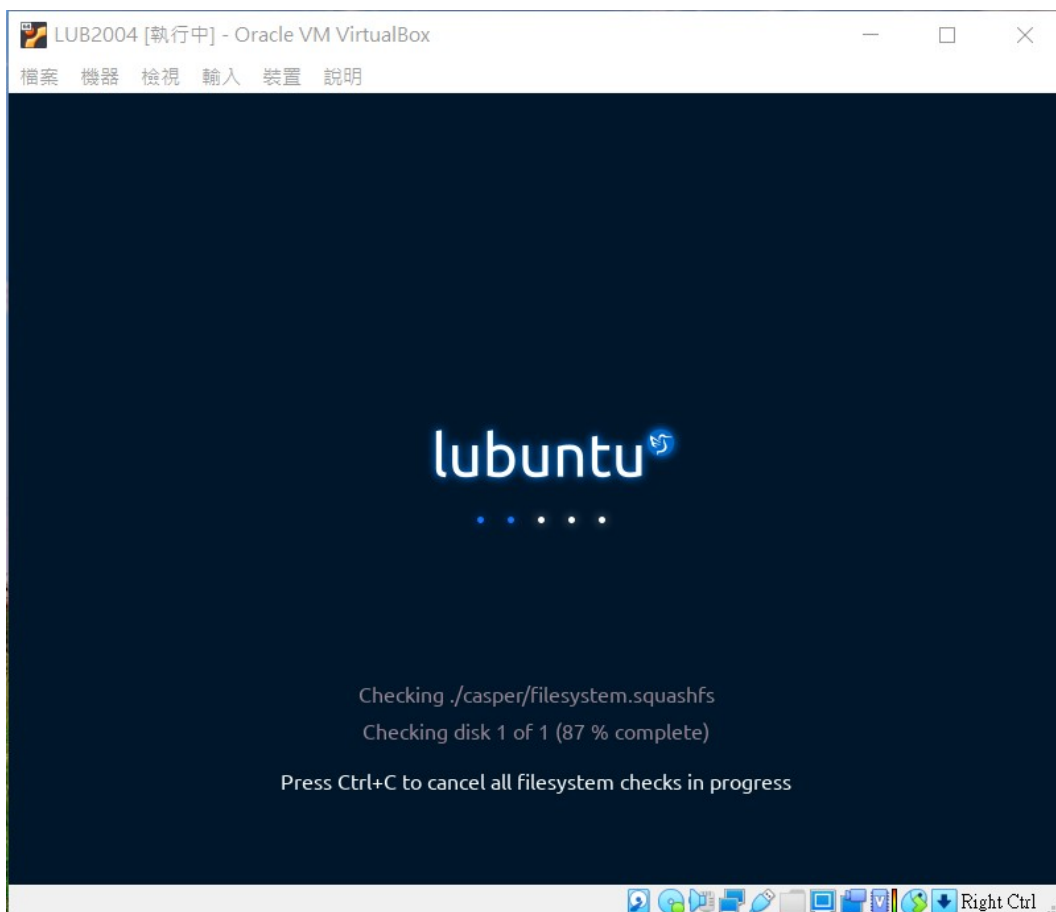 LUB2004 [執行中] - Oracle VM VirtualBox
檔案 機器 檢視 輸入 裝置 說明
lubuntu
Checking ./casper/filesystem.squashfs
Checking disk 1 of 1 (87 % complete)
Press Ctrl+C to cancel all filesystem checks in progress
Right Ctrl